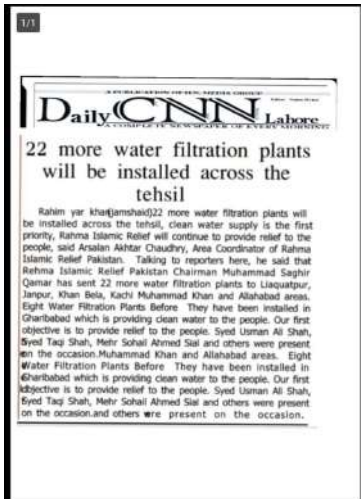 1/1
A PUBLICATION OF
MEDIA GROUP
Daily CNN Lahore
A COMPLETE NEWSPAPER OF EVERY MORNING
22 more water filtration plants
will be installed across the
tehsil
Rahim yar khan(jamshaid)22 more water filtration plants will
be installed across the tehsil, clean water supply is the first
priority, Rahma Islamic Relief will continue to provide relief to the
people, said Arsalan Akhtar Chaudhry, Area Coordinator of Rahma
Islamic Relief Pakistan. Talking to reporters here, he said that
Rehma Islamic Relief Pakistan Chairman Muhammad Saghir
Qamar has sent 22 more water filtration plants to Liaquatpur,
Janpur, Khan Bela, Kachi Muhammad Khan and Allahabad areas.
Eight Water Filtration Plants Before They have been installed in
Gharibabad which is providing clean water to the people. Our first
objective is to provide relief to the people. Syed Usman Ali Shah,
Syed Taqi Shah, Mehr Sohail Ahmed Sial and others were present
on the occasion.Muhammad Khan and Allahabad areas. Eight
Water Filtration Plants Before They have been installed in
Gharibabad which is providing clean water to the people. Our first
objective is to provide relief to the people. Syed Usman Ali Shah,
Syed Taqi Shah, Mehr Sohail Ahmed Sial and others were present
on the occasion.and others were present on the occasion.